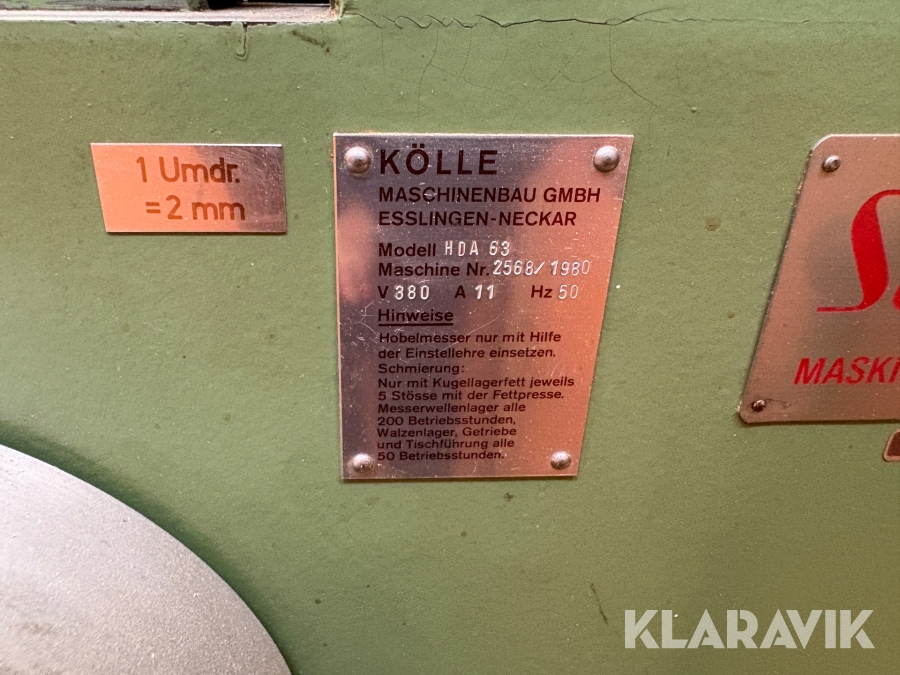 1 Umdr.
= 2 mm
KÖLLE
MASCHINENBAU GMBH
ESSLINGEN-NECKAR
Modell HDA 63
Maschine Nr. 2568/1980
V 380 A 11 Hz 50
Hinweise
Hobelmesser nur mit Hilfe
der Einstellehre einsetzen.
Schmierung:
Nur mit Kugellagerfett jeweils
5 Stösse mit der Fettpresse.
Messerwellenlager alle
200 Betriebsstunden,
Walzenlager, Getriebe
und Tischführung alle
50 Betriebsstunden.
KLARAVIK